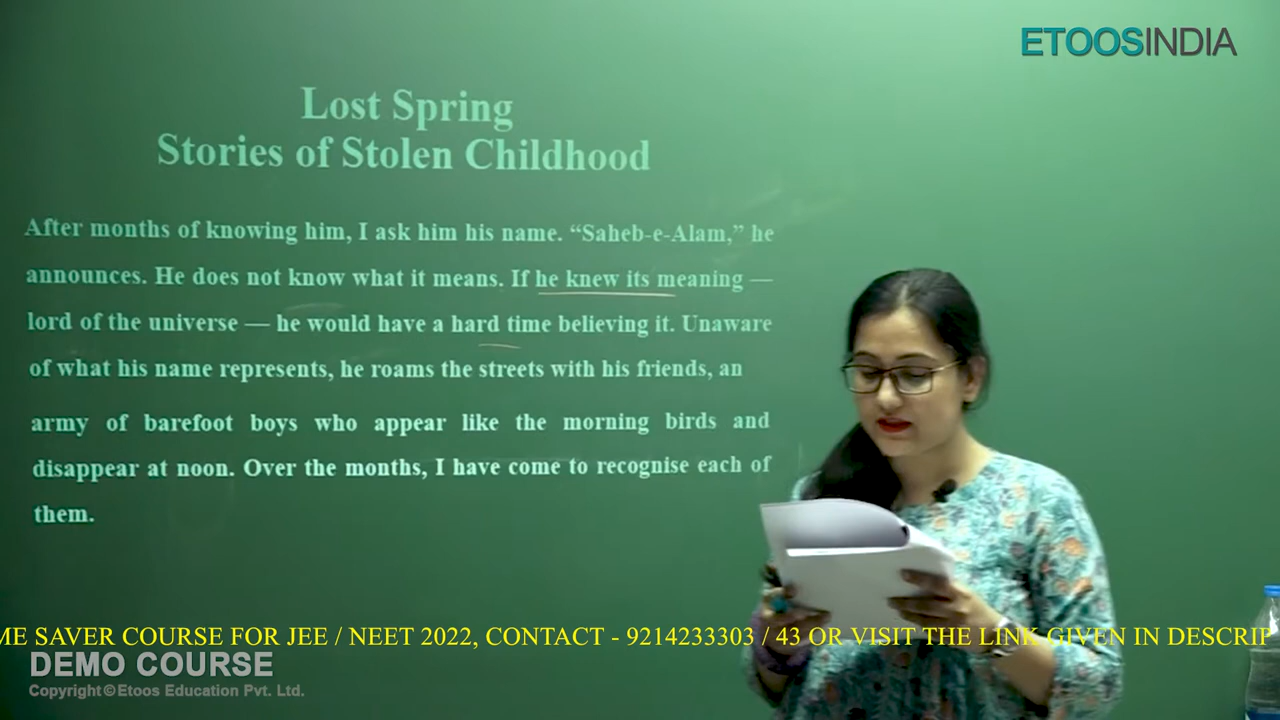 ETOOSINDIA
Lost Spring
Stories of Stolen Childhood
After months of knowing him, I ask him his name. “Saheb-e-Alam,” he
announces. He does not know what it means. If he knew its meaning —
lord of the universe — he would have a hard time believing it. Unaware
of what his name represents, he roams the streets with his friends, an
army of barefoot boys who appear like the morning birds and
disappear at noon. Over the months, I have come to recognise each of
them.
ME SAVER COURSE FOR JEE / NEET 2022, CONTACT - 9214233303 / 43 OR VISIT THE LINK GIVEN IN DESCRIP
DEMO COURSE
Copyright © Etoos Education Pvt. Ltd.